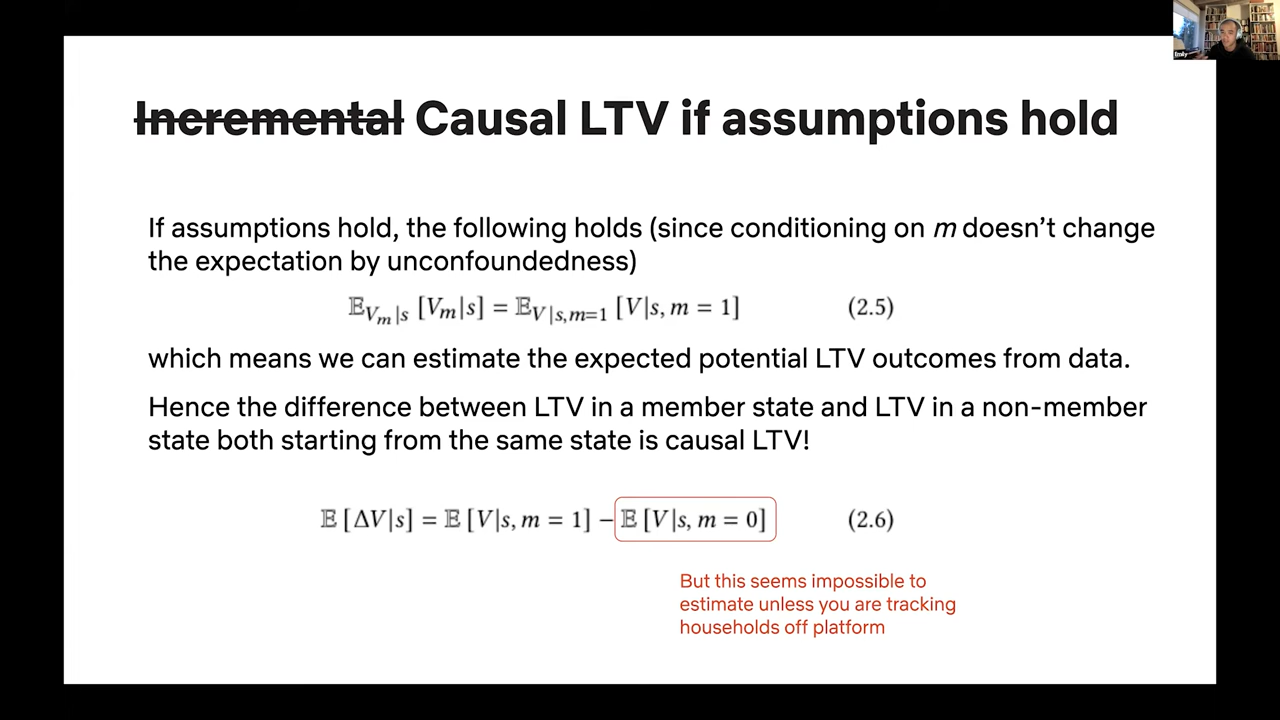 Incremental Causal LTV if assumptions hold
If assumptions hold, the following holds (since conditioning on m doesn’t change
the expectation by unconfoundedness)
𝔼_{V_m|s} [V_m|s] = 𝔼_{V|s,m=1} [V|s, m = 1] (2.5)
which means we can estimate the expected potential LTV outcomes from data.
Hence the difference between LTV in a member state and LTV in a non-member
state both starting from the same state is causal LTV!
𝔼 [ΔV|s] = 𝔼 [V|s, m = 1] − 𝔼 [V|s, m = 0] (2.6)
But this seems impossible to
estimate unless you are tracking
households off platform